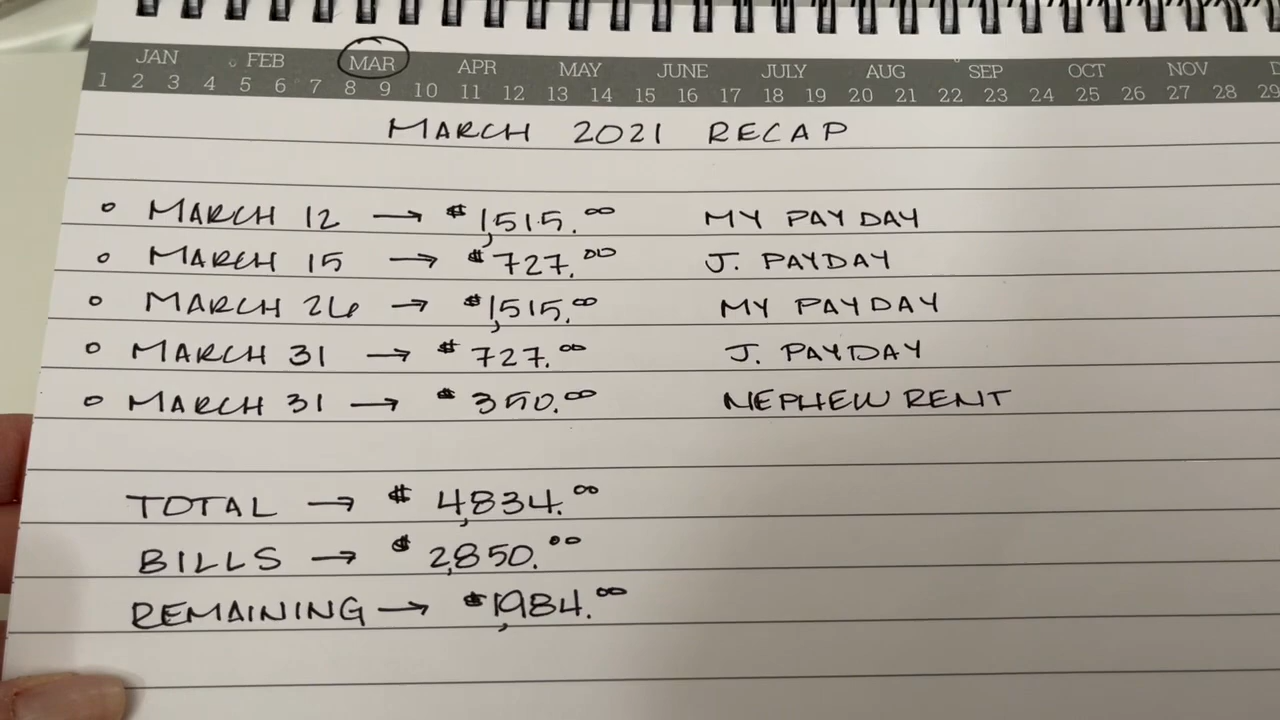 JAN FEB MAR APR MAY JUNE JULY AUG SEP OCT NOV D
1 2 3 4 5 6 7 8 9 10 11 12 13 14 15 16 17 18 19 20 21 22 23 24 25 26 27 28 29
MARCH 2021 RECAP
MARCH 12 → $1,515.00 MY PAYDAY
MARCH 15 → $727.00 J. PAYDAY
MARCH 26 → $1,515.00 MY PAYDAY
MARCH 31 → $727.00 J. PAYDAY
MARCH 31 → $350.00 NEPHEW RENT
TOTAL → $4,834.00
BILLS → $2,850.00
REMAINING → $1,984.00